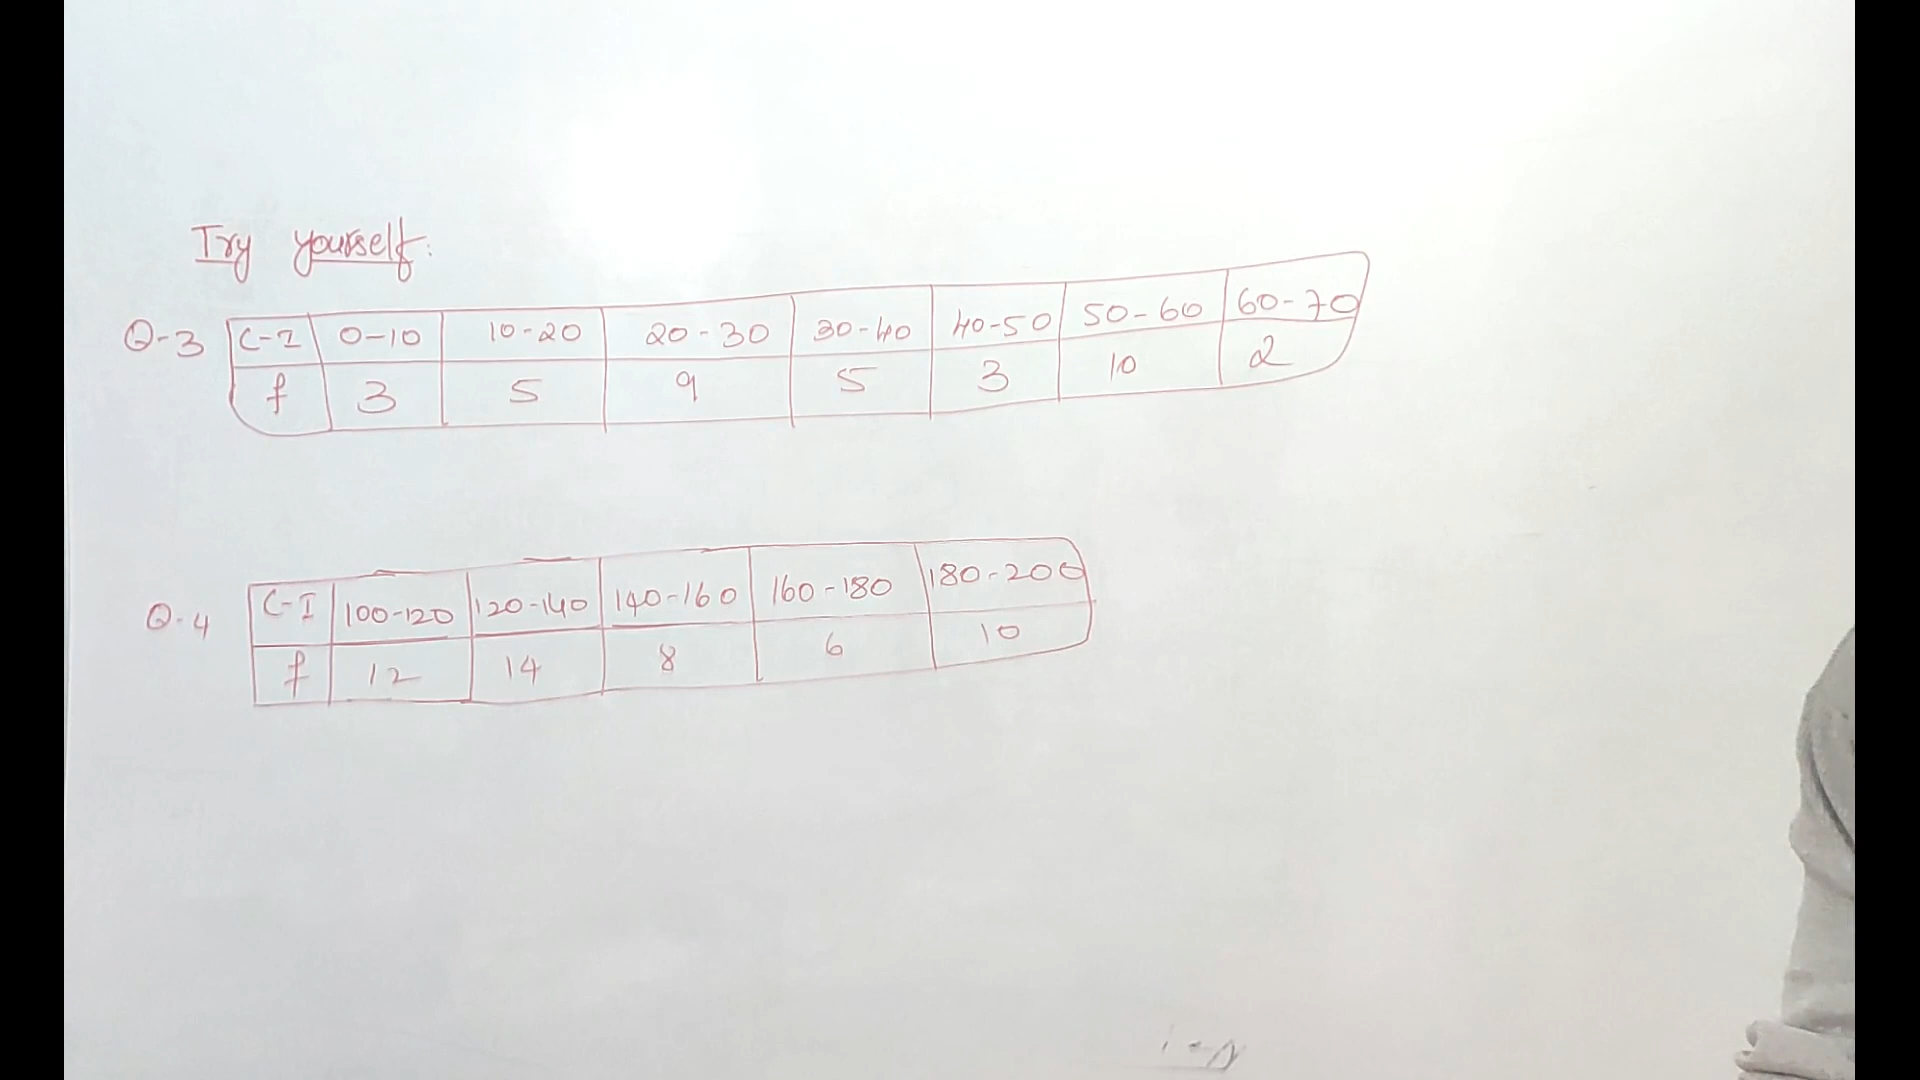 Try yourself:
Q-3 C-I 0-10 10-20 20-30 30-40 40-50 50-60 60-70
f 3 5 9 5 3 10 2
Q.4 C-I 100-120 120-140 140-160 160-180 180-200
f 12 14 8 6 10